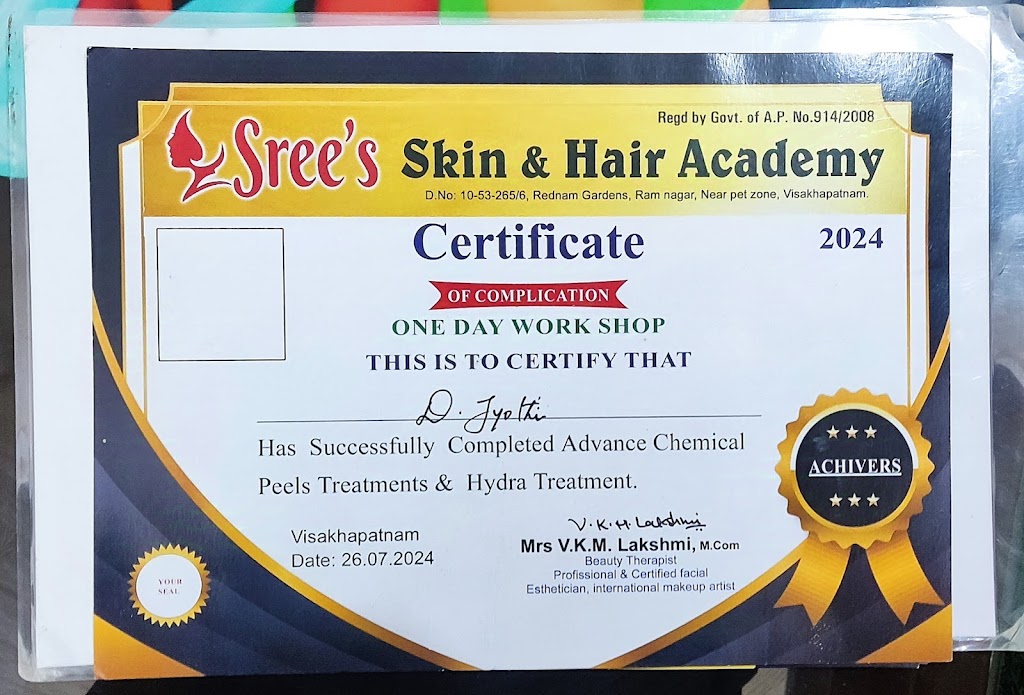 Regd by Govt. of A.P. No.914/2008
Sree's Skin & Hair Academy
D.No: 10-53-265/6, Rednam Gardens, Ram nagar, Near pet zone, Visakhapatnam.
Certificate
2024
OF COMPLICATION
ONE DAY WORK SHOP
THIS IS TO CERTIFY THAT
D. Jyothi
Has Successfully Completed Advance Chemical
Peels Treatments & Hydra Treatment.
ACHIVERS
Visakhapatnam
Date: 26.07.2024
V.K.M. Lakshmi
Mrs V.K.M. Lakshmi, M.Com
Beauty Therapist
Profissional & Certified facial
Esthetician, international makeup artist
YOUR
SEAL